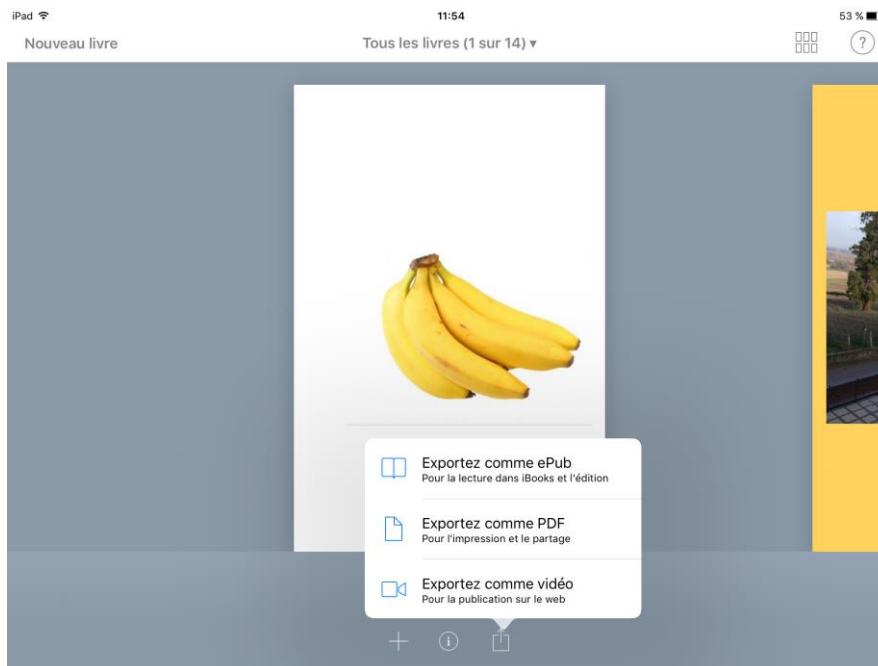 iPad 11:54 53 %
Nouveau livre Tous les livres (1 sur 14) ▾ ?
Exportez comme ePub
Pour la lecture dans iBooks et l'édition
Exportez comme PDF
Pour l'impression et le partage
Exportez comme vidéo
Pour la publication sur le web